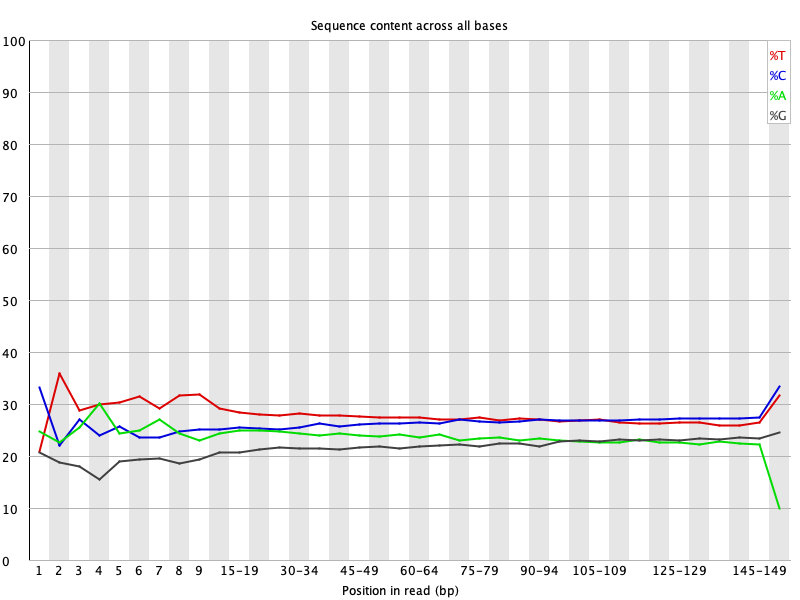 Sequence content across all bases
100
90
80
70
60
50
40
30
20
10
0
%T
%C
%A
%G
1 2 3 4 5 6 7 8 9 15-19 30-34 45-49 60-64 75-79 90-94 105-109 125-129 145-149
Position in read (bp)